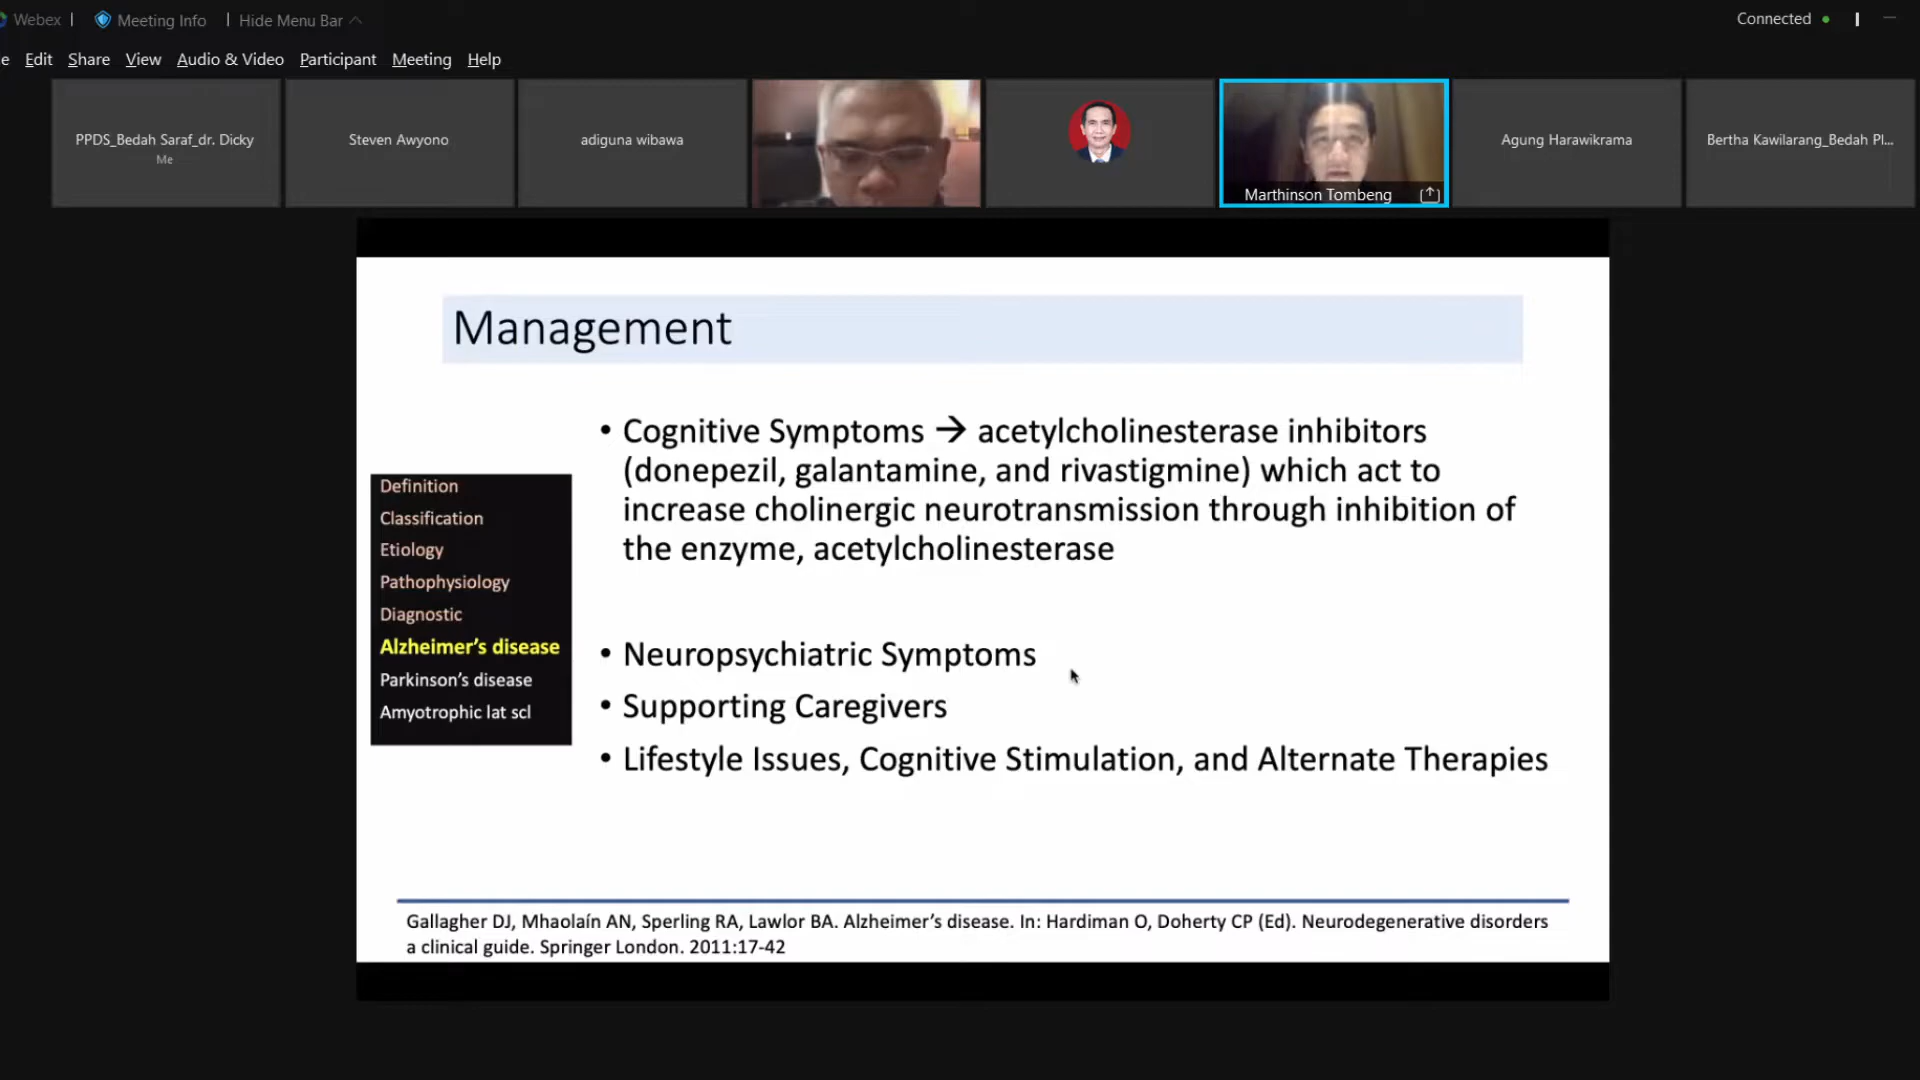 Webex | Meeting Info | Hide Menu Bar
Connected
e Edit Share View Audio & Video Participant Meeting Help
PPDS_Bedah Saraf_dr. Dicky
Me
Steven Awyono
adiguna wibawa
Marthinson Tombeng
Agung Harawikrama
Bertha Kawilarang_Bedah Pl...
Management
• Cognitive Symptoms → acetylcholinesterase inhibitors
(donepezil, galantamine, and rivastigmine) which act to
increase cholinergic neurotransmission through inhibition of
the enzyme, acetylcholinesterase
• Neuropsychiatric Symptoms
• Supporting Caregivers
• Lifestyle Issues, Cognitive Stimulation, and Alternate Therapies
Definition
Classification
Etiology
Pathophysiology
Diagnostic
Alzheimer’s disease
Parkinson’s disease
Amyotrophic lat scl
Gallagher DJ, Mhaolaín AN, Sperling RA, Lawlor BA. Alzheimer’s disease. In: Hardiman O, Doherty CP (Ed). Neurodegenerative disorders
a clinical guide. Springer London. 2011:17-42